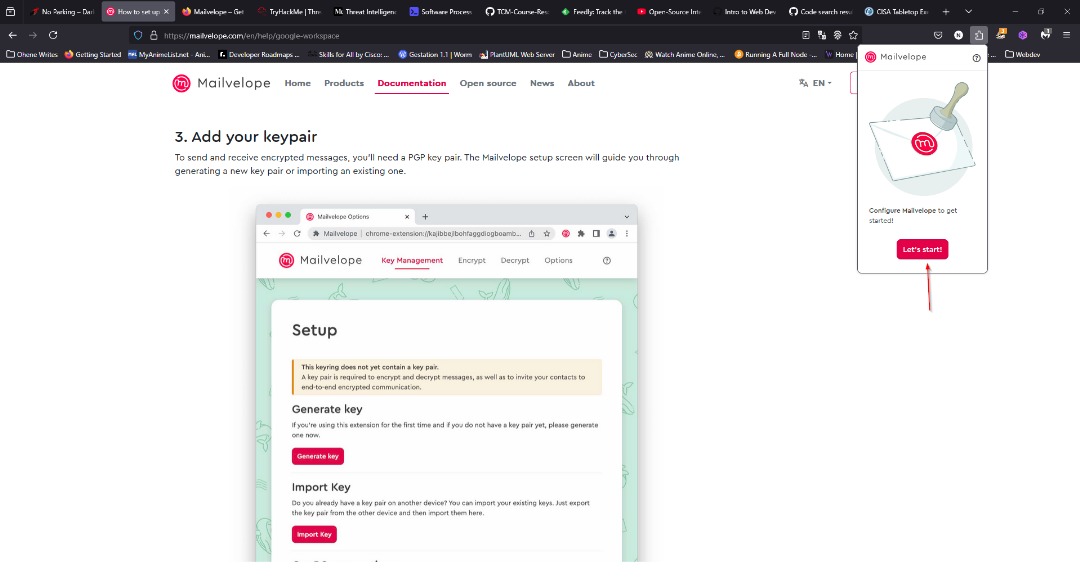 No Parking – Dar
How to set up
Mailvelope – Get
TryHackMe | Thre
Threat Intelligenc
Software Process
TCM-Course-Res
Feedly: Track the
Open-Source Inte
Intro to Web Dev
Code search resu
CISA Tabletop Ex
https://mailvelope.com/en/help/google-workspace
Ohene Writes
Getting Started
MyAnimeList.net - Ani...
Developer Roadmaps ...
Skills for All by Cisco: ...
Gestation 1.1 | Worm
PlantUML Web Server
Anime
CyberSec
Watch Anime Online, ...
Running A Full Node -...
Home |
Webdev
Mailvelope
Home
Products
Documentation
Open source
News
About
EN
Mailvelope
Configure Mailvelope to get
started!
Let's start!
3. Add your keypair
To send and receive encrypted messages, you'll need a PGP key pair. The Mailvelope setup screen will guide you through
generating a new key pair or importing an existing one.
Mailvelope Options
Mailvelope | chrome-extension://kajibbejlbohfaggdiogboamb...
Mailvelope
Key Management
Encrypt
Decrypt
Options
Setup
This keyring does not yet contain a key pair.
A key pair is required to encrypt and decrypt messages, as well as to invite your contacts to
end-to-end encrypted communication.
Generate key
If you're using this extension for the first time and if you do not have a key pair yet, please generate
one now.
Generate key
Import Key
Do you already have a key pair on another device? You can import your existing keys. Just export
the key pair from the other device and then import them here.
Import Key